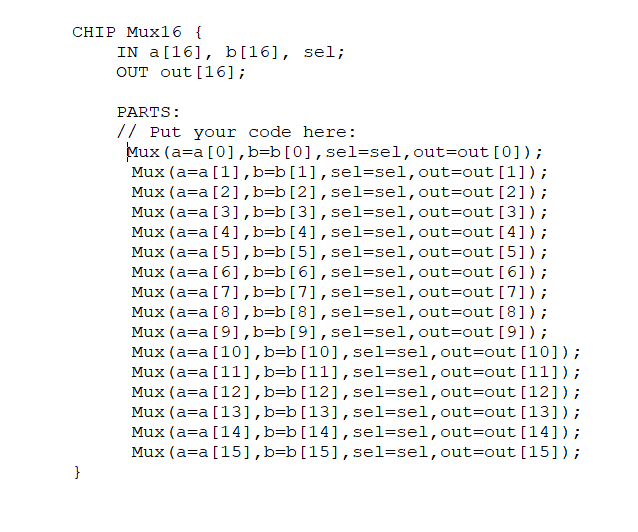 CHIP Mux16 {
    IN a[16], b[16], sel;
    OUT out[16];

    PARTS:
    // Put your code here:
     Mux(a=a[0],b=b[0],sel=sel,out=out[0]);
     Mux(a=a[1],b=b[1],sel=sel,out=out[1]);
     Mux(a=a[2],b=b[2],sel=sel,out=out[2]);
     Mux(a=a[3],b=b[3],sel=sel,out=out[3]);
     Mux(a=a[4],b=b[4],sel=sel,out=out[4]);
     Mux(a=a[5],b=b[5],sel=sel,out=out[5]);
     Mux(a=a[6],b=b[6],sel=sel,out=out[6]);
     Mux(a=a[7],b=b[7],sel=sel,out=out[7]);
     Mux(a=a[8],b=b[8],sel=sel,out=out[8]);
     Mux(a=a[9],b=b[9],sel=sel,out=out[9]);
     Mux(a=a[10],b=b[10],sel=sel,out=out[10]);
     Mux(a=a[11],b=b[11],sel=sel,out=out[11]);
     Mux(a=a[12],b=b[12],sel=sel,out=out[12]);
     Mux(a=a[13],b=b[13],sel=sel,out=out[13]);
     Mux(a=a[14],b=b[14],sel=sel,out=out[14]);
     Mux(a=a[15],b=b[15],sel=sel,out=out[15]);
}